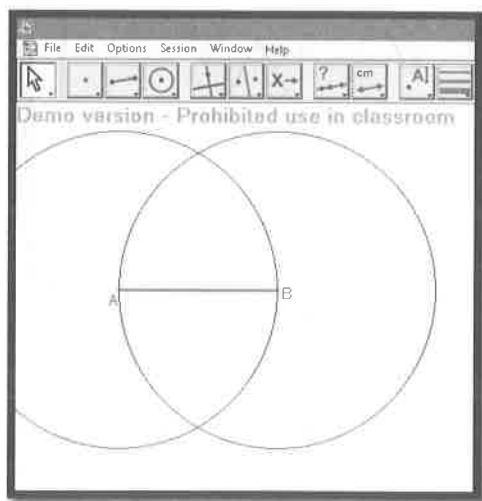 File Edit Options Session Window Help
? cm A
X
Demo version - Prohibited use in classroom
A B